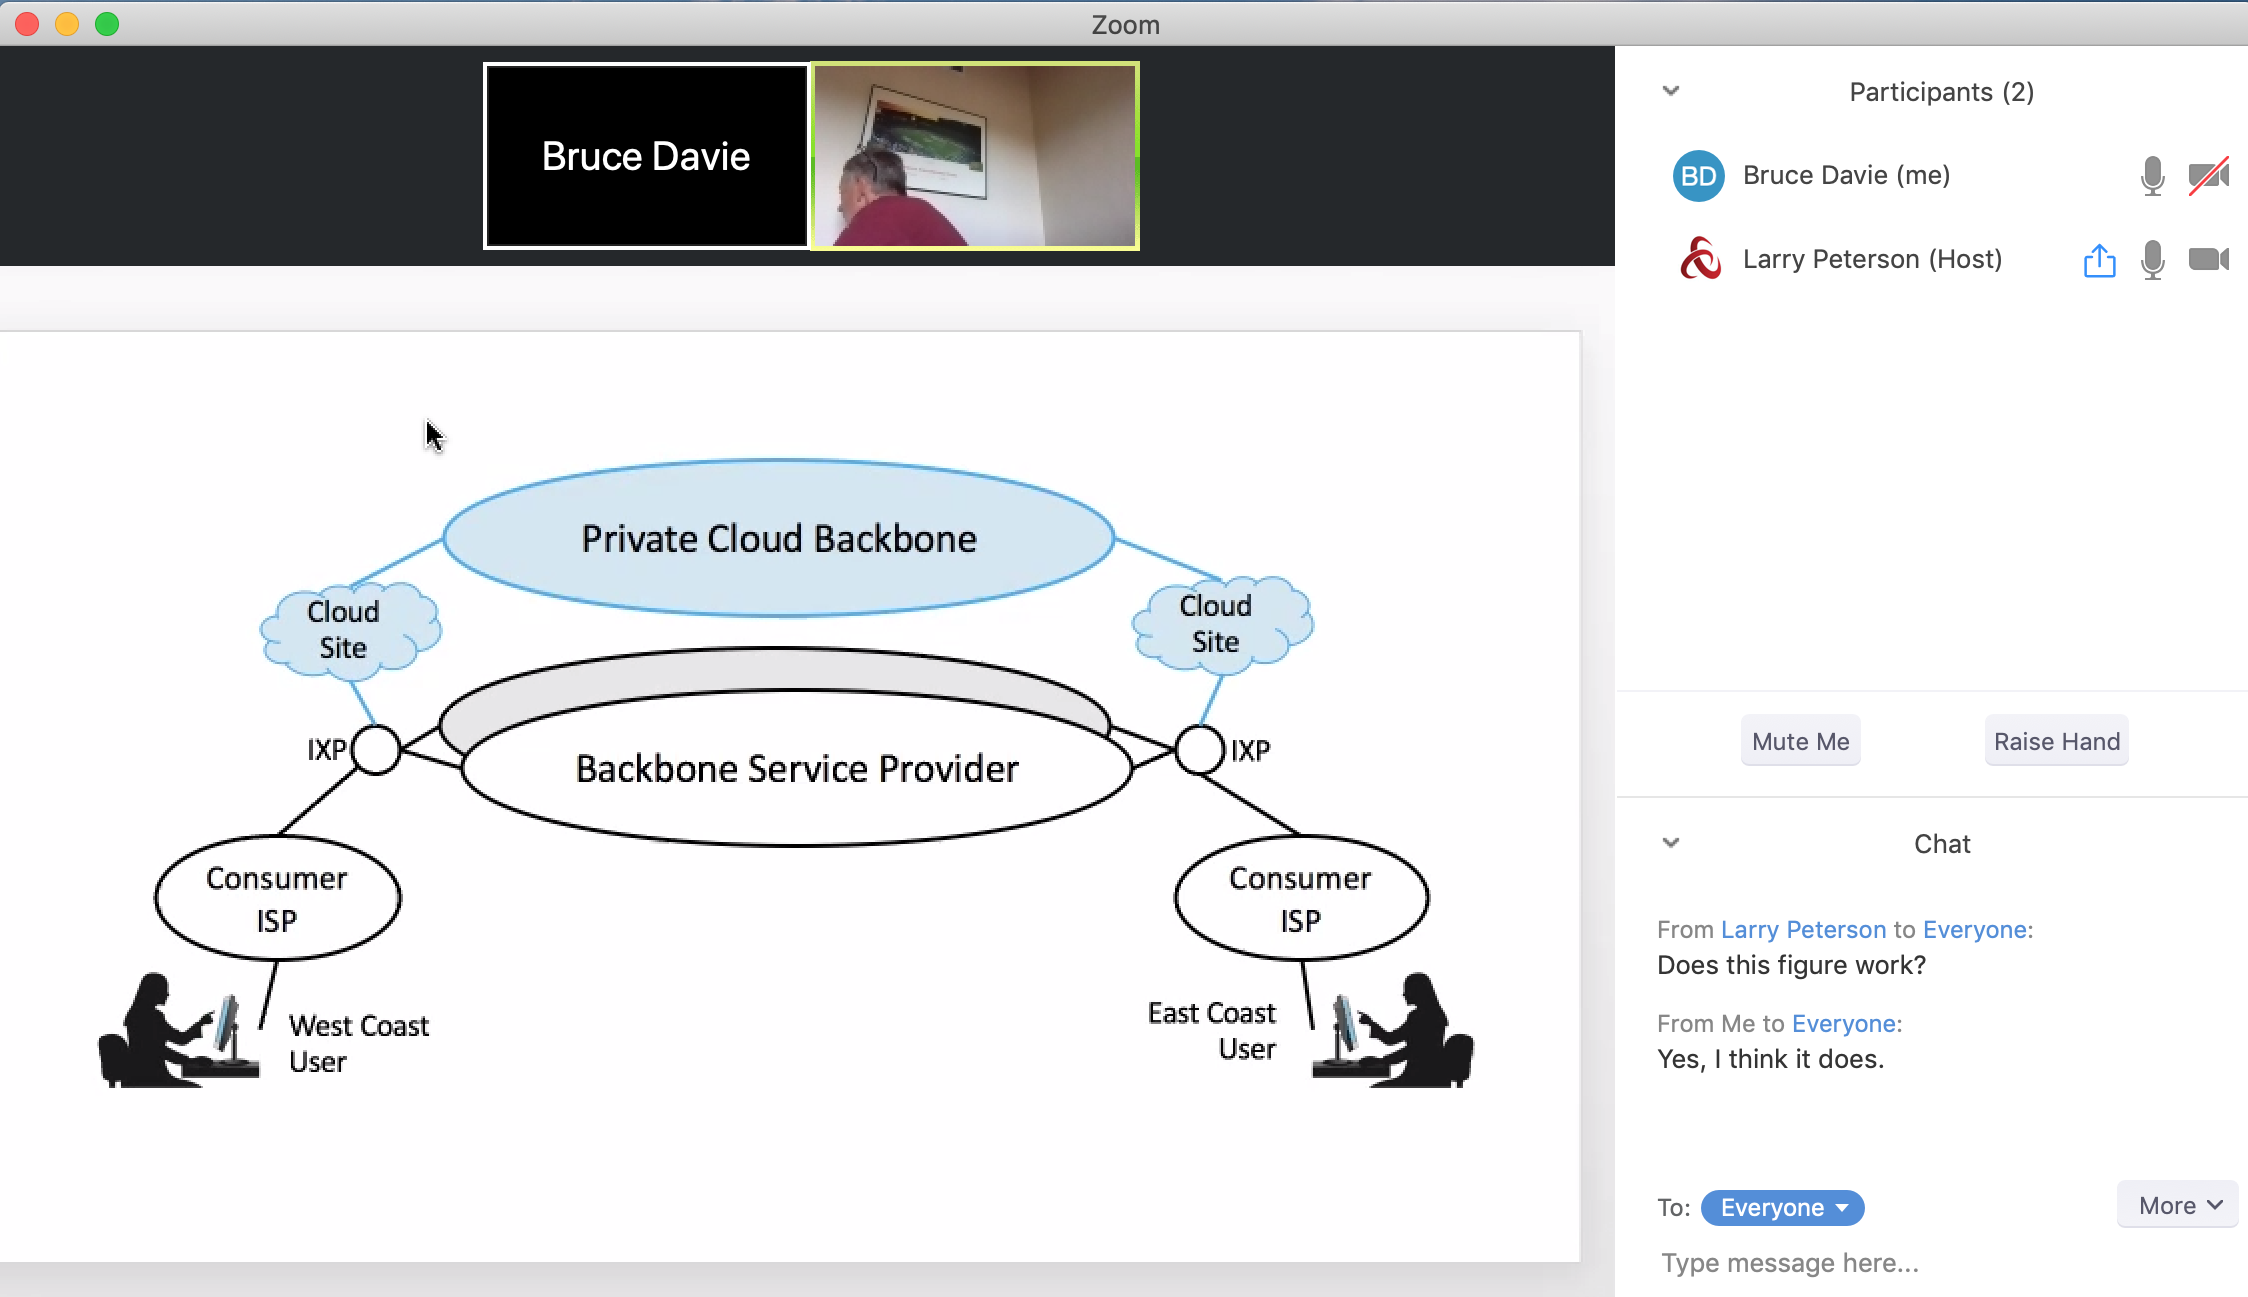 Zoom
Bruce Davie
Participants (2)
BD
Bruce Davie (me)
Larry Peterson (Host)
Private Cloud Backbone
Cloud
Site
Cloud
Site
IXP
Backbone Service Provider
IXP
Consumer
ISP
Consumer
ISP
West Coast
User
East Coast
User
Mute Me
Raise Hand
Chat
From Larry Peterson to Everyone:
Does this figure work?
From Me to Everyone:
Yes, I think it does.
To: Everyone
More
Type message here...